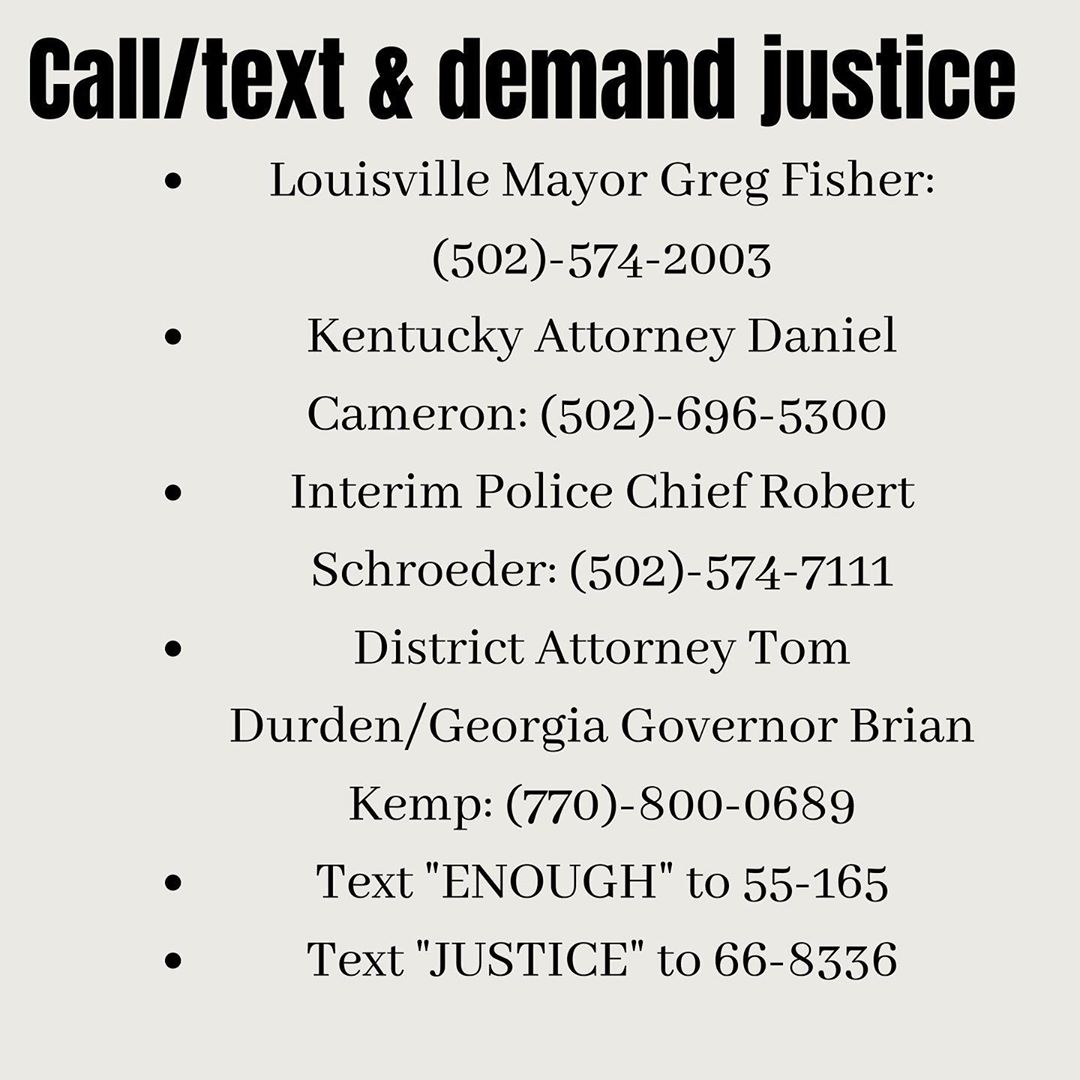 Call/text & demand justice
• Louisville Mayor Greg Fisher:
(502)-574-2003
• Kentucky Attorney Daniel
Cameron: (502)-696-5300
• Interim Police Chief Robert
Schroeder: (502)-574-7111
• District Attorney Tom
Durden/Georgia Governor Brian
Kemp: (770)-800-0689
• Text "ENOUGH" to 55-165
• Text "JUSTICE" to 66-8336